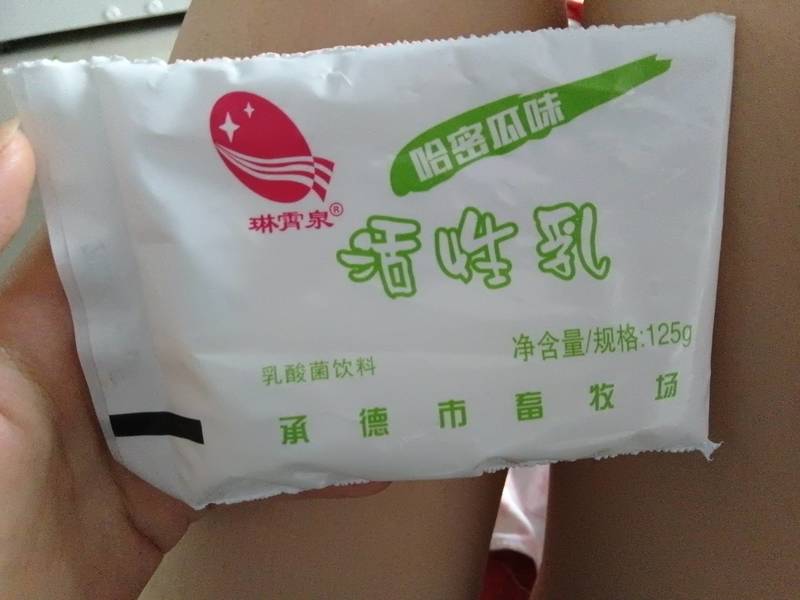 哈密瓜味
琳霄泉®
活性乳
净含量/规格:125g
乳酸菌饮料
承德市畜牧场